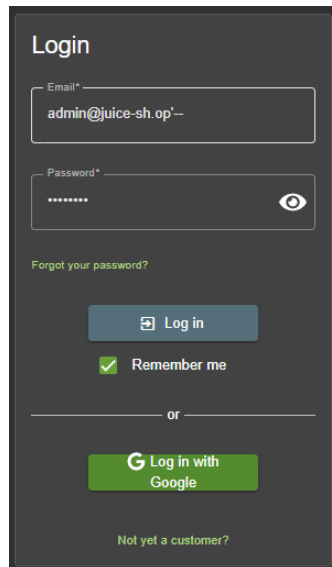 Login
Email*
admin@juice-sh.op'--
Password*
••••••••
Forgot your password?
Log in
Remember me
or
G Log in with
Google
Not yet a customer?